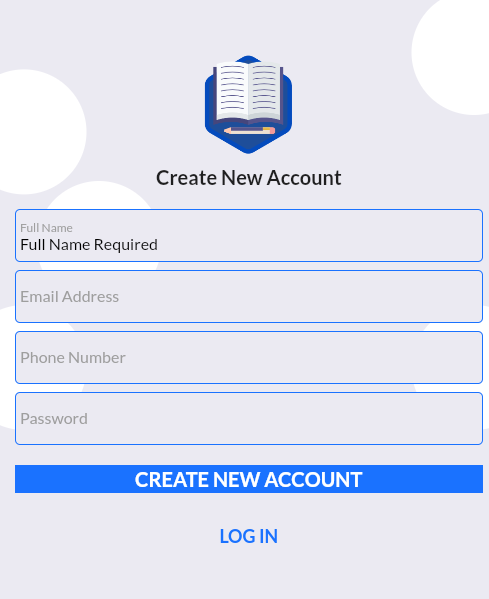 Create New Account
Full Name
Full Name Required
Email Address
Phone Number
Password
CREATE NEW ACCOUNT
LOG IN